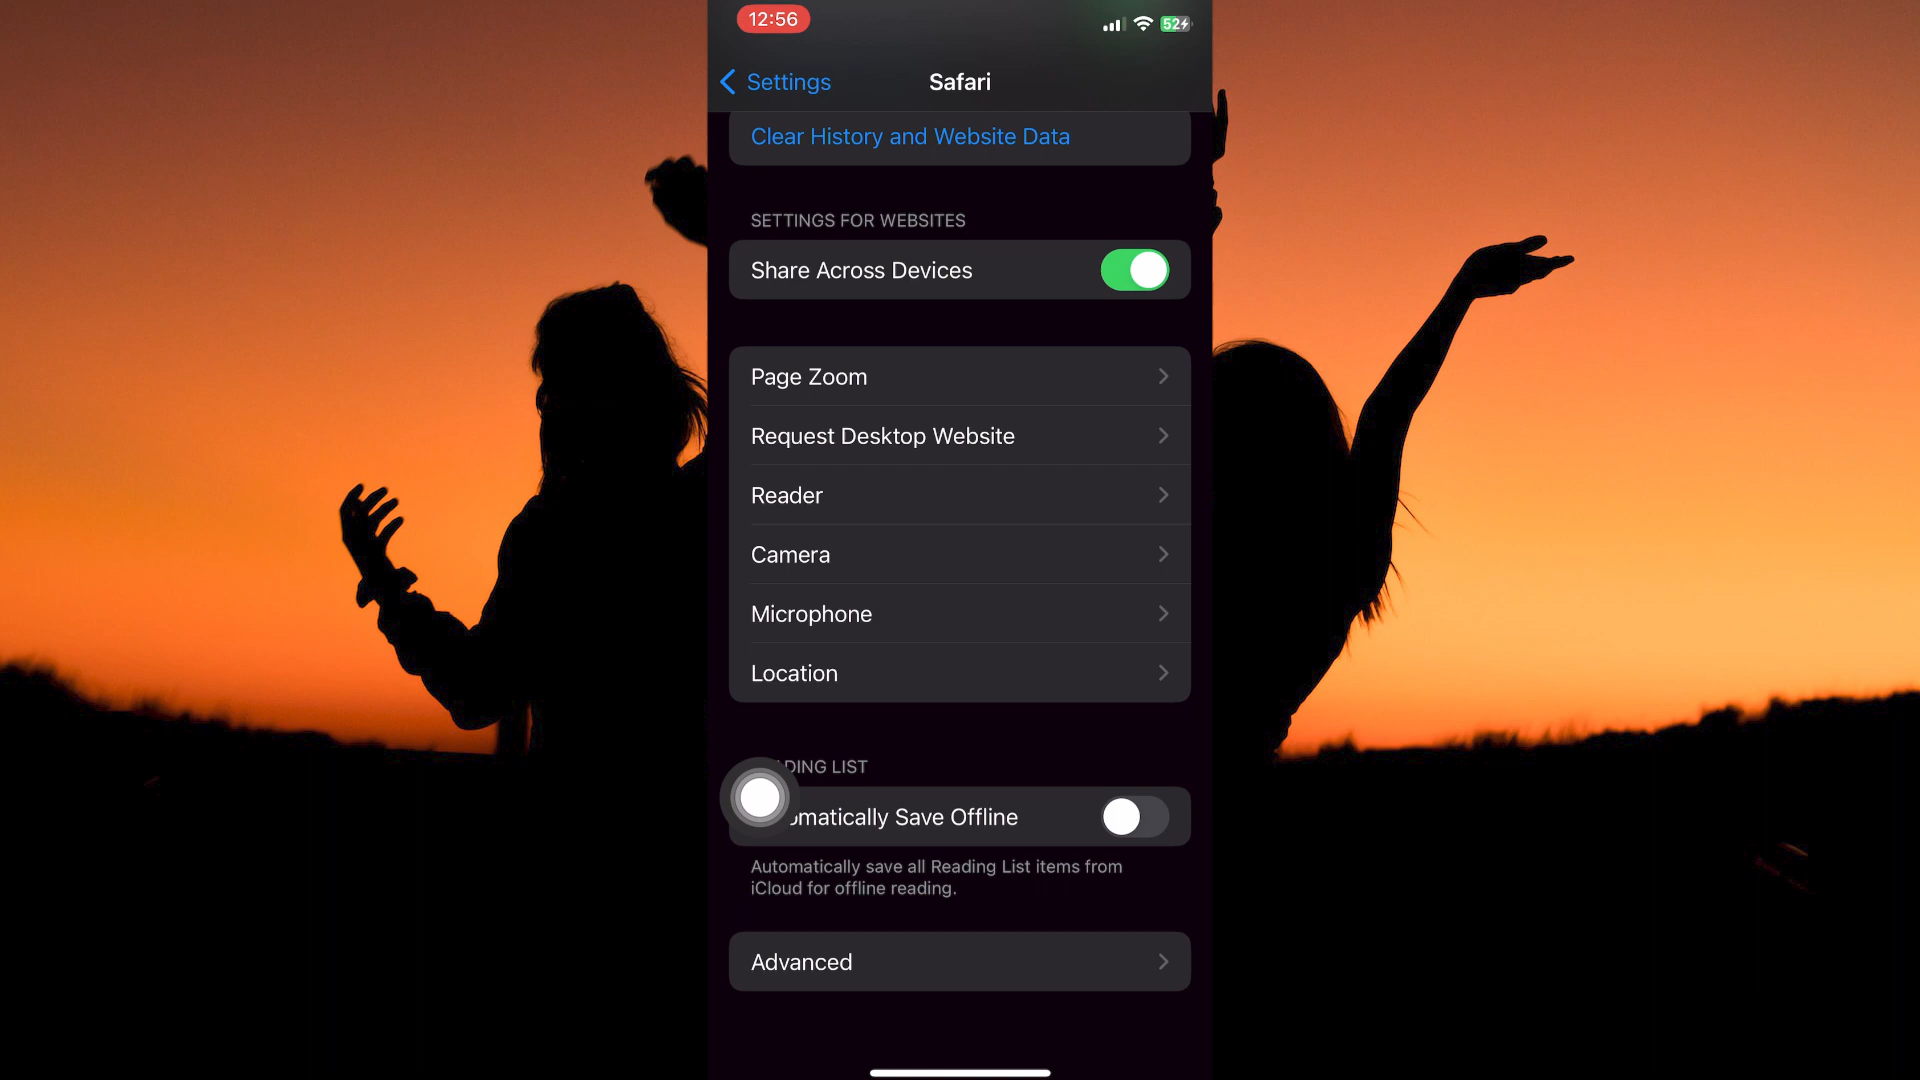 12:56
52
Settings
Safari
Clear History and Website Data
SETTINGS FOR WEBSITES
Share Across Devices
Page Zoom
Request Desktop Website
Reader
Camera
Microphone
Location
DING LIST
omatically Save Offline
Automatically save all Reading List items from
iCloud for offline reading.
Advanced